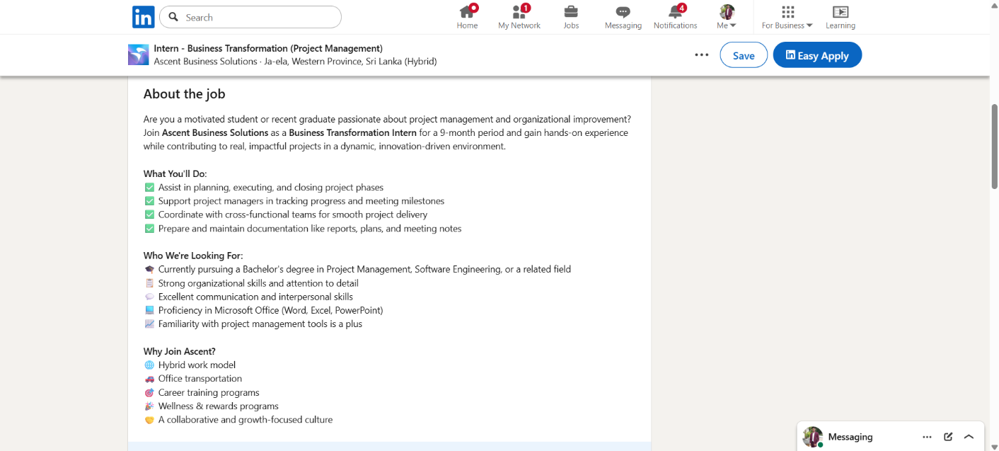 in
Search
1
4
Home
My Network
Jobs
Messaging
Notifications
Me
For Business
Learning
Intern - Business Transformation (Project Management)
Ascent Business Solutions · Ja-ela, Western Province, Sri Lanka (Hybrid)
Save
in Easy Apply
About the job
Are you a motivated student or recent graduate passionate about project management and organizational improvement?
Join Ascent Business Solutions as a Business Transformation Intern for a 9-month period and gain hands-on experience
while contributing to real, impactful projects in a dynamic, innovation-driven environment.
What You'll Do:
✅ Assist in planning, executing, and closing project phases
✅ Support project managers in tracking progress and meeting milestones
✅ Coordinate with cross-functional teams for smooth project delivery
✅ Prepare and maintain documentation like reports, plans, and meeting notes
Who We're Looking For:
🎓 Currently pursuing a Bachelor's degree in Project Management, Software Engineering, or a related field
📋 Strong organizational skills and attention to detail
💬 Excellent communication and interpersonal skills
💻 Proficiency in Microsoft Office (Word, Excel, PowerPoint)
📈 Familiarity with project management tools is a plus
Why Join Ascent?
🌐 Hybrid work model
🚗 Office transportation
🎯 Career training programs
🎉 Wellness & rewards programs
🤝 A collaborative and growth-focused culture
Messaging